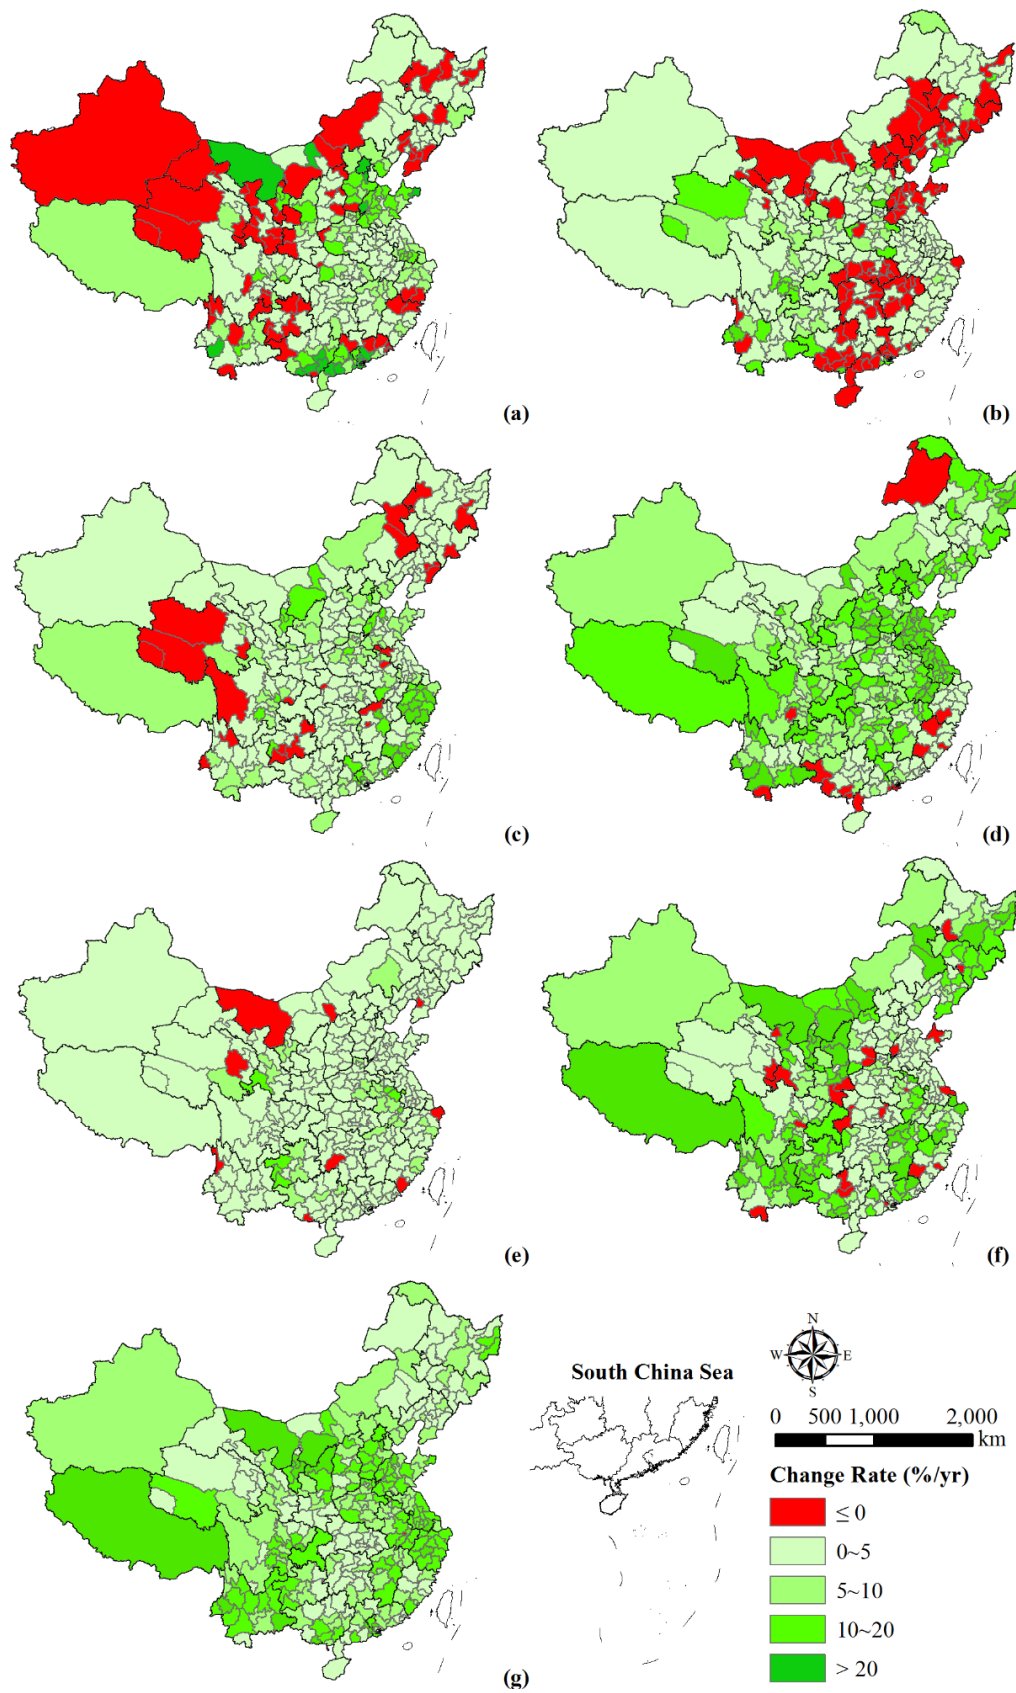 (a)
(b)
(c)
(d)
(e)
(f)
(g)
South China Sea
N
W
E
S
0 500 1,000 2,000
km
Change Rate (%/yr)
≤ 0
0~5
5~10
10~20
> 20